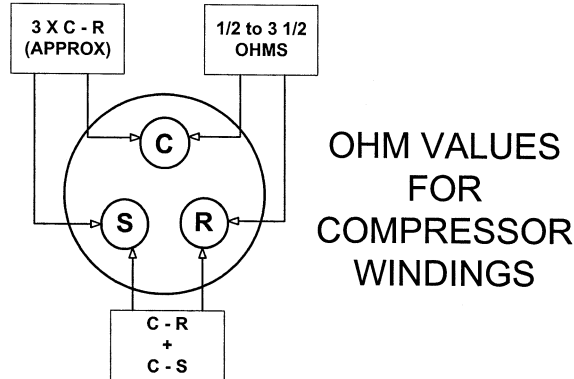 3 X C - R
(APPROX)
1/2 to 3 1/2
OHMS
C
S
R
C - R
+
C - S
OHM VALUES
FOR
COMPRESSOR
WINDINGS